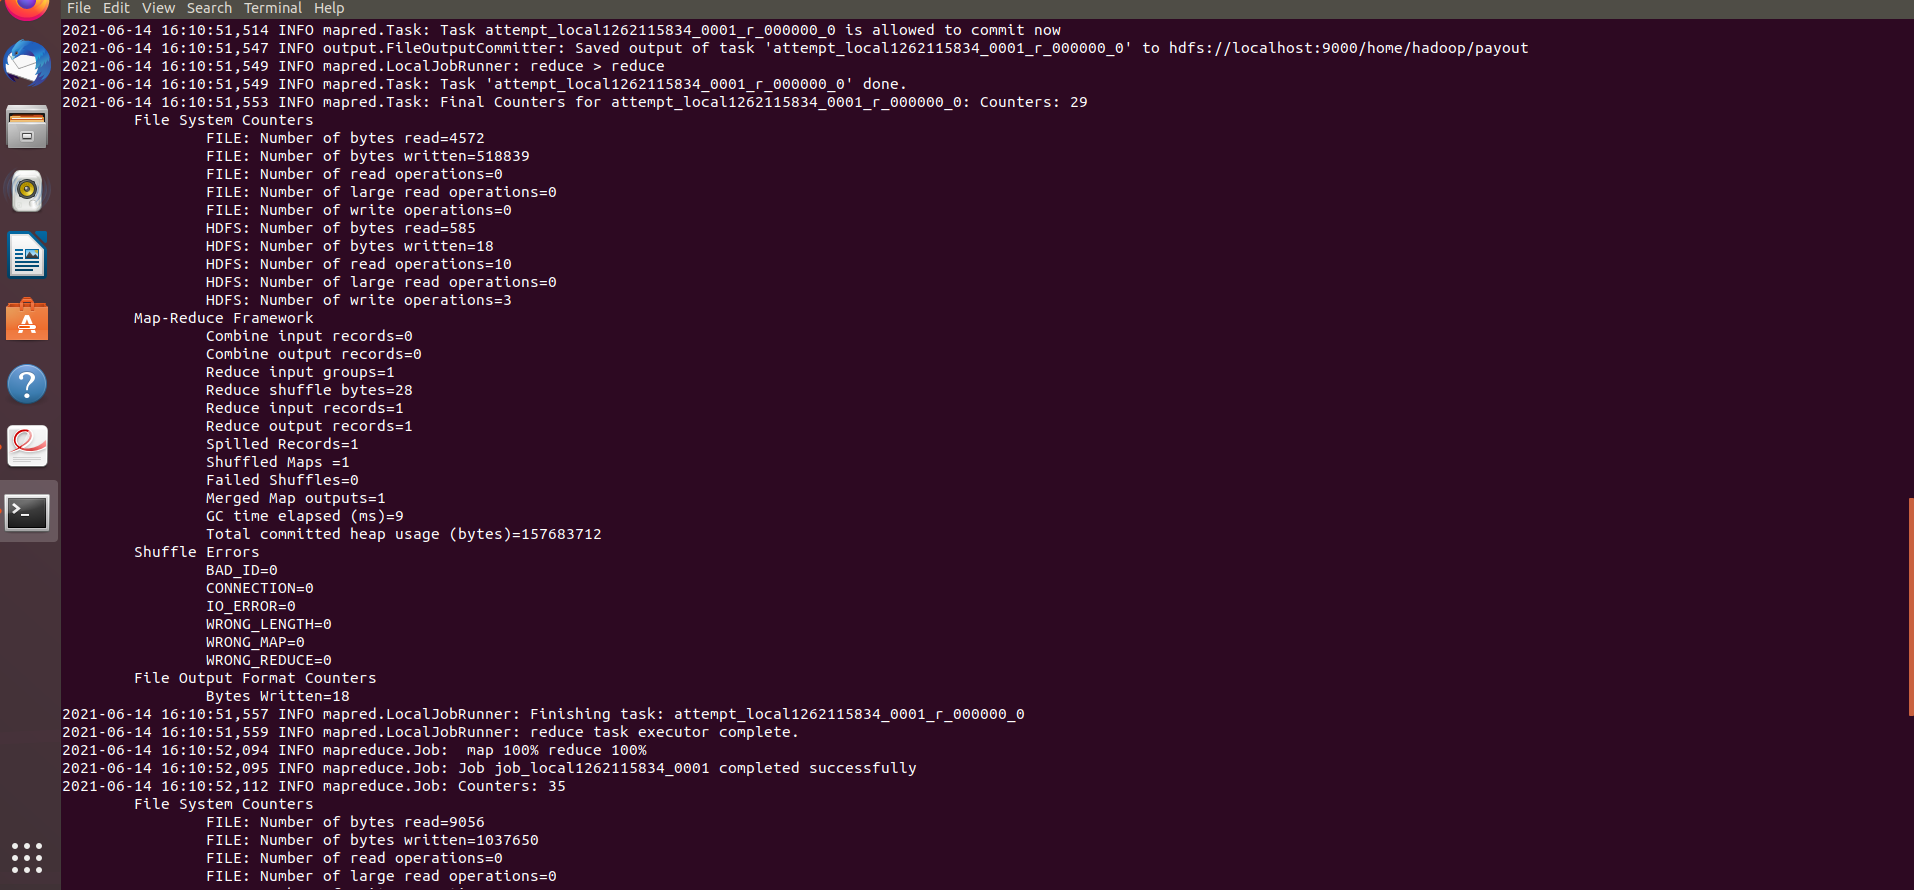 File Edit View Search Terminal Help
2021-06-14 16:10:51,514 INFO mapred.Task: Task attempt_local1262115834_0001_r_000000_0 is allowed to commit now
2021-06-14 16:10:51,547 INFO output.FileOutputCommitter: Saved output of task 'attempt_local1262115834_0001_r_000000_0' to hdfs://localhost:9000/home/hadoop/payout
2021-06-14 16:10:51,549 INFO mapred.LocalJobRunner: reduce > reduce
2021-06-14 16:10:51,549 INFO mapred.Task: Task 'attempt_local1262115834_0001_r_000000_0' done.
2021-06-14 16:10:51,553 INFO mapred.Task: Final Counters for attempt_local1262115834_0001_r_000000_0: Counters: 29
File System Counters
FILE: Number of bytes read=4572
FILE: Number of bytes written=518839
FILE: Number of read operations=0
FILE: Number of large read operations=0
FILE: Number of write operations=0
HDFS: Number of bytes read=585
HDFS: Number of bytes written=18
HDFS: Number of read operations=10
HDFS: Number of large read operations=0
HDFS: Number of write operations=3
Map-Reduce Framework
Combine input records=0
Combine output records=0
Reduce input groups=1
Reduce shuffle bytes=28
Reduce input records=1
Reduce output records=1
Spilled Records=1
Shuffled Maps =1
Failed Shuffles=0
Merged Map outputs=1
GC time elapsed (ms)=9
Total committed heap usage (bytes)=157683712
Shuffle Errors
BAD_ID=0
CONNECTION=0
IO_ERROR=0
WRONG_LENGTH=0
WRONG_MAP=0
WRONG_REDUCE=0
File Output Format Counters
Bytes Written=18
2021-06-14 16:10:51,557 INFO mapred.LocalJobRunner: Finishing task: attempt_local1262115834_0001_r_000000_0
2021-06-14 16:10:51,559 INFO mapred.LocalJobRunner: reduce task executor complete.
2021-06-14 16:10:52,094 INFO mapreduce.Job:  map 100% reduce 100%
2021-06-14 16:10:52,095 INFO mapreduce.Job: Job job_local1262115834_0001 completed successfully
2021-06-14 16:10:52,112 INFO mapreduce.Job: Counters: 35
File System Counters
FILE: Number of bytes read=9056
FILE: Number of bytes written=1037650
FILE: Number of read operations=0
FILE: Number of large read operations=0